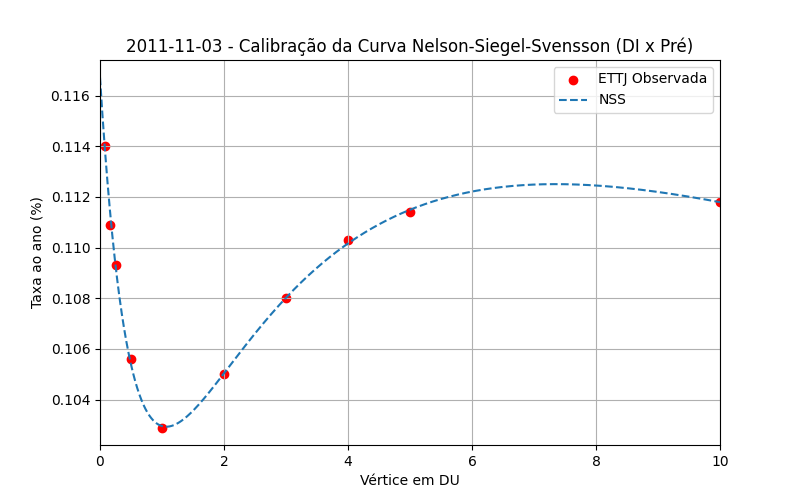 2011-11-03 - Calibração da Curva Nelson-Siegel-Svensson (DI x Pré)
ETTJ Observada
NSS
Taxa ao ano (%)
0.116
0.114
0.112
0.110
0.108
0.106
0.104
0 2 4 6 8 10
Vértice em DU